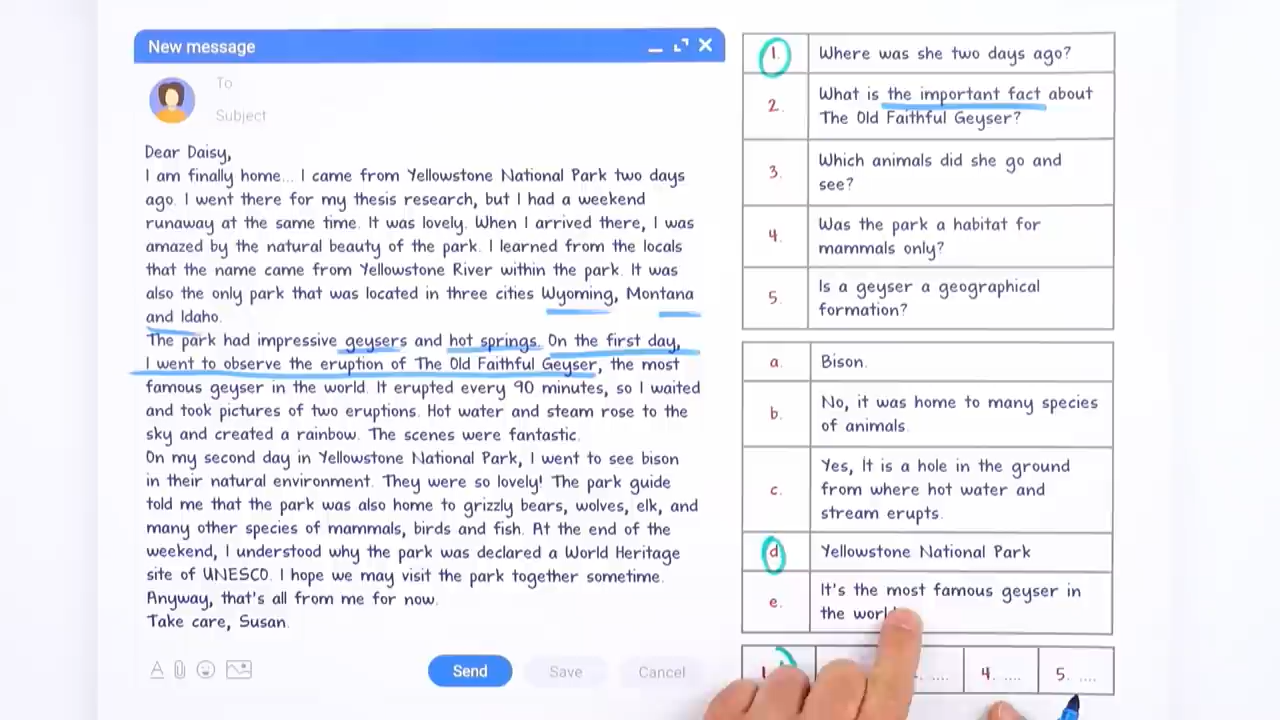 New message
To
Subject
Dear Daisy,
I am finally home... I came from Yellowstone National Park two days
ago. I went there for my thesis research, but I had a weekend
runaway at the same time. It was lovely. When I arrived there, I was
amazed by the natural beauty of the park. I learned from the locals
that the name came from Yellowstone River within the park. It was
also the only park that was located in three cities Wyoming, Montana
and Idaho.
The park had impressive geysers and hot springs. On the first day,
I went to observe the eruption of The Old Faithful Geyser, the most
famous geyser in the world. It erupted every 90 minutes, so I waited
and took pictures of two eruptions. Hot water and steam rose to the
sky and created a rainbow. The scenes were fantastic.
On my second day in Yellowstone National Park, I went to see bison
in their natural environment. They were so lovely! The park guide
told me that the park was also home to grizzly bears, wolves, elk, and
many other species of mammals, birds and fish. At the end of the
weekend, I understood why the park was declared a World Heritage
site of UNESCO. I hope we may visit the park together sometime.
Anyway, that's all from me for now.
Take care, Susan.
A
Send
Save
Cancel
1. Where was she two days ago?
2. What is the important fact about
The Old Faithful Geyser?
3. Which animals did she go and
see?
4. Was the park a habitat for
mammals only?
5. Is a geyser a geographical
formation?
a. Bison.
b. No, it was home to many species
of animals.
c. Yes, It is a hole in the ground
from where hot water and
stream erupts.
d Yellowstone National Park
e. It's the most famous geyser in
the world
1. .... 4. .... 5. ....